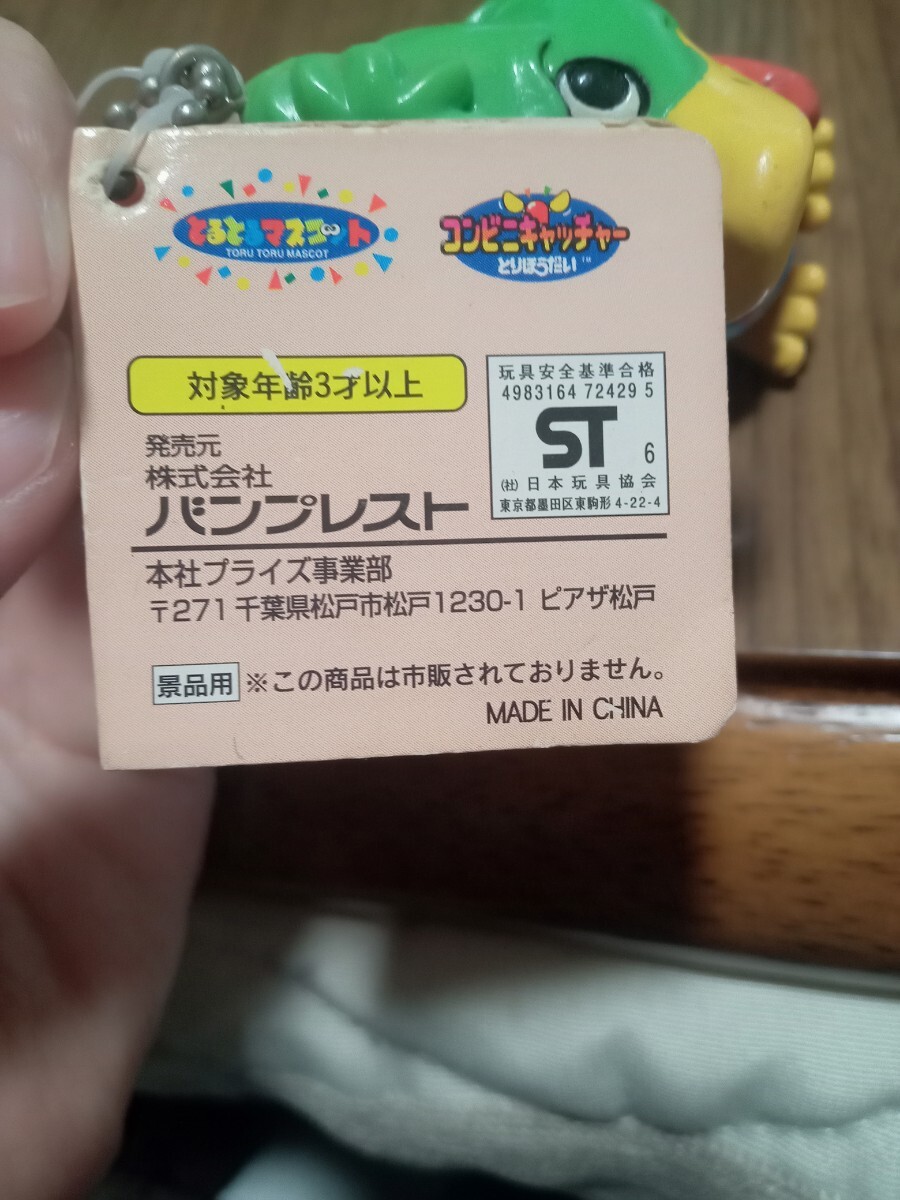 とるとるマスコット
TORU TORU MASCOT
コンビニキャッチャー
とりほうだい™
対象年齢3才以上
玩具安全基準合格
4983164 72429 5
ST 6
(社)日本玩具協会
東京都墨田区東駒形4-22-4
発売元
株式会社
バンプレスト
本社プライズ事業部
〒271千葉県松戸市松戸1230-1 ピアザ松戸
景品用 ※この商品は市販されておりません。
MADE IN CHINA